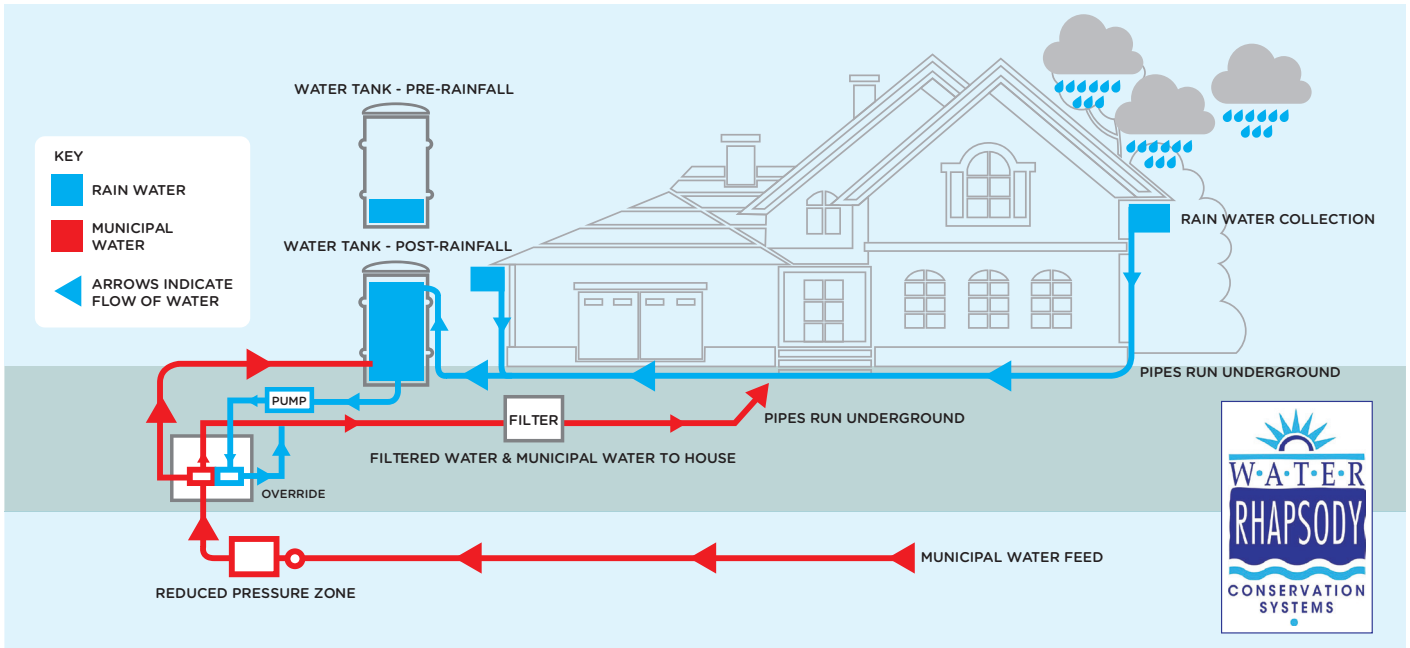 WATER TANK - PRE-RAINFALL
KEY
RAIN WATER
MUNICIPAL
WATER
ARROWS INDICATE
FLOW OF WATER
WATER TANK - POST-RAINFALL
RAIN WATER COLLECTION
PIPES RUN UNDERGROUND
PUMP
FILTER
PIPES RUN UNDERGROUND
FILTERED WATER & MUNICIPAL WATER TO HOUSE
OVERRIDE
MUNICIPAL WATER FEED
REDUCED PRESSURE ZONE
W·A·T·E·R
RHAPSODY
CONSERVATION
SYSTEMS